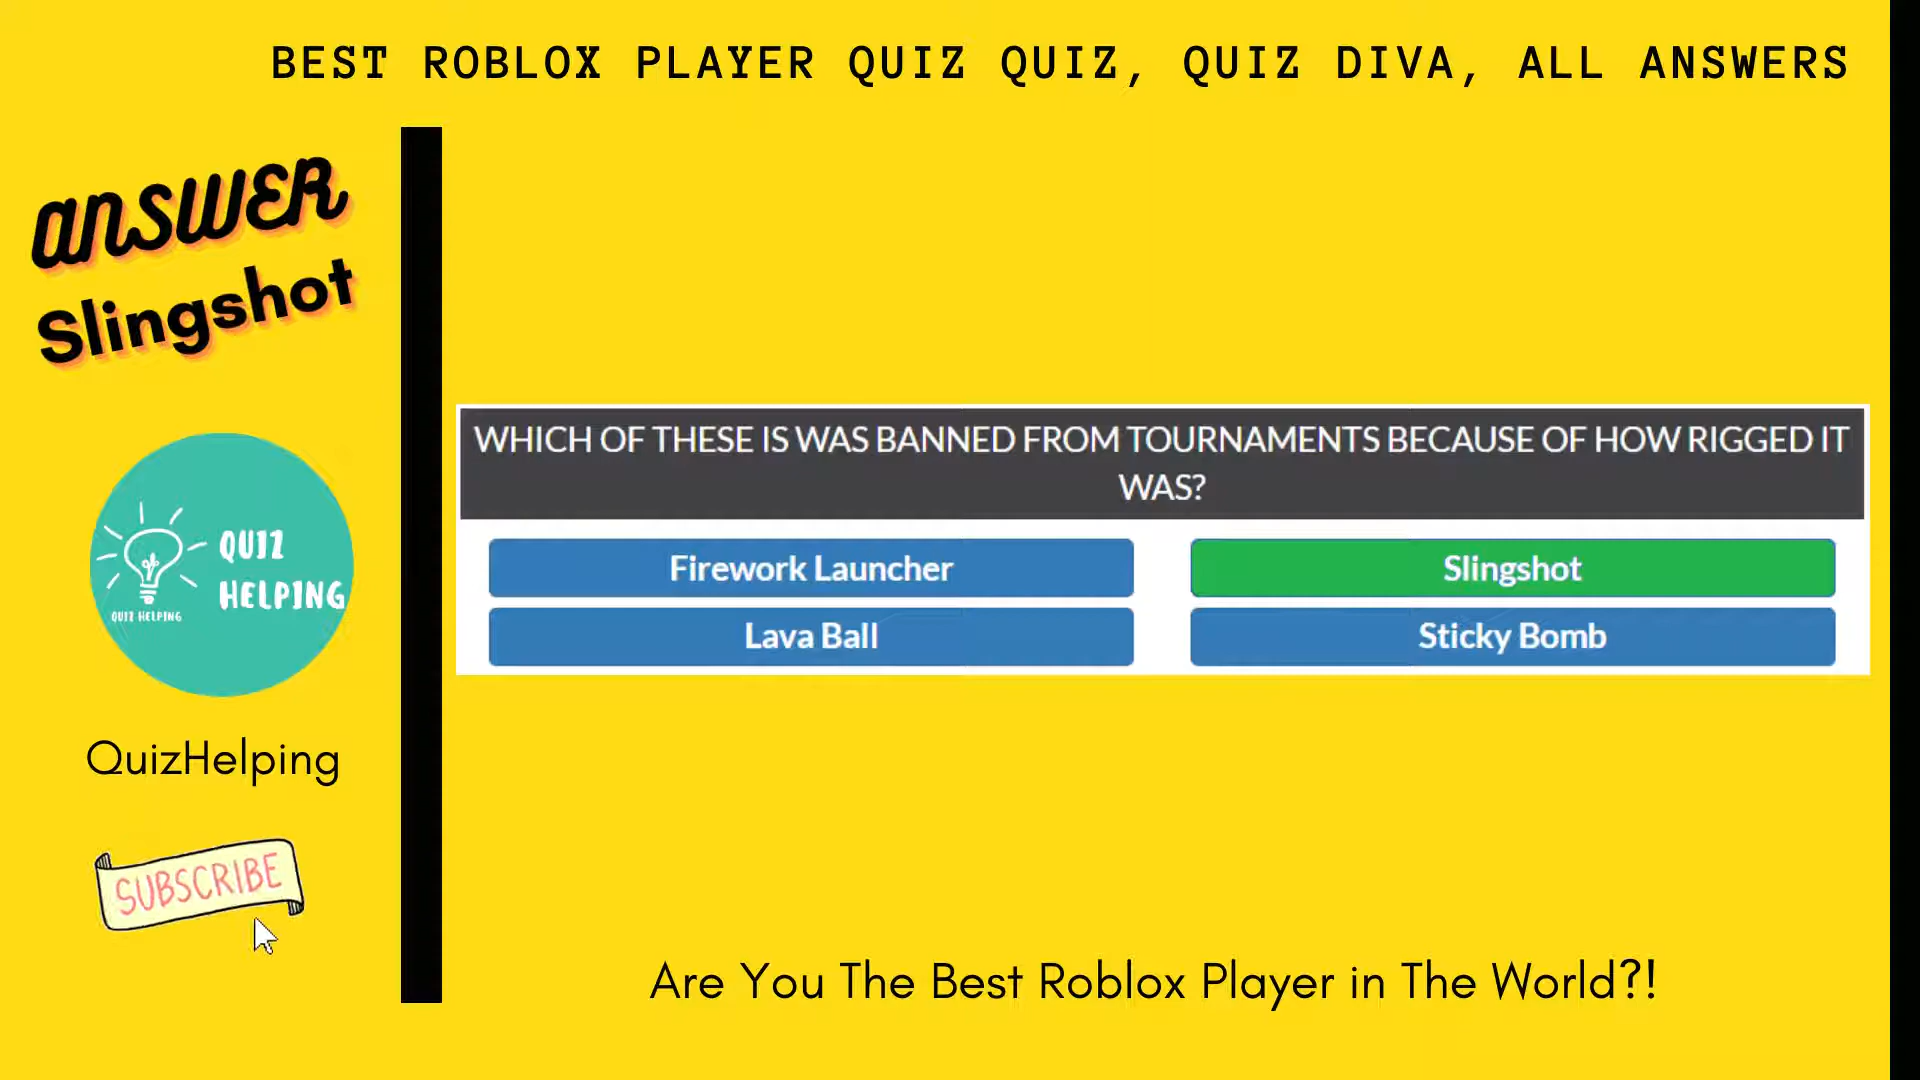 BEST ROBLOX PLAYER QUIZ QUIZ, QUIZ DIVA, ALL ANSWERS
ANSWER
Slingshot
QUIZ
HELPING
QUIZ HELPING
QuizHelping
SUBSCRIBE
WHICH OF THESE IS WAS BANNED FROM TOURNAMENTS BECAUSE OF HOW RIGGED IT
WAS?
Firework Launcher
Slingshot
Lava Ball
Sticky Bomb
Are You The Best Roblox Player in The World?!